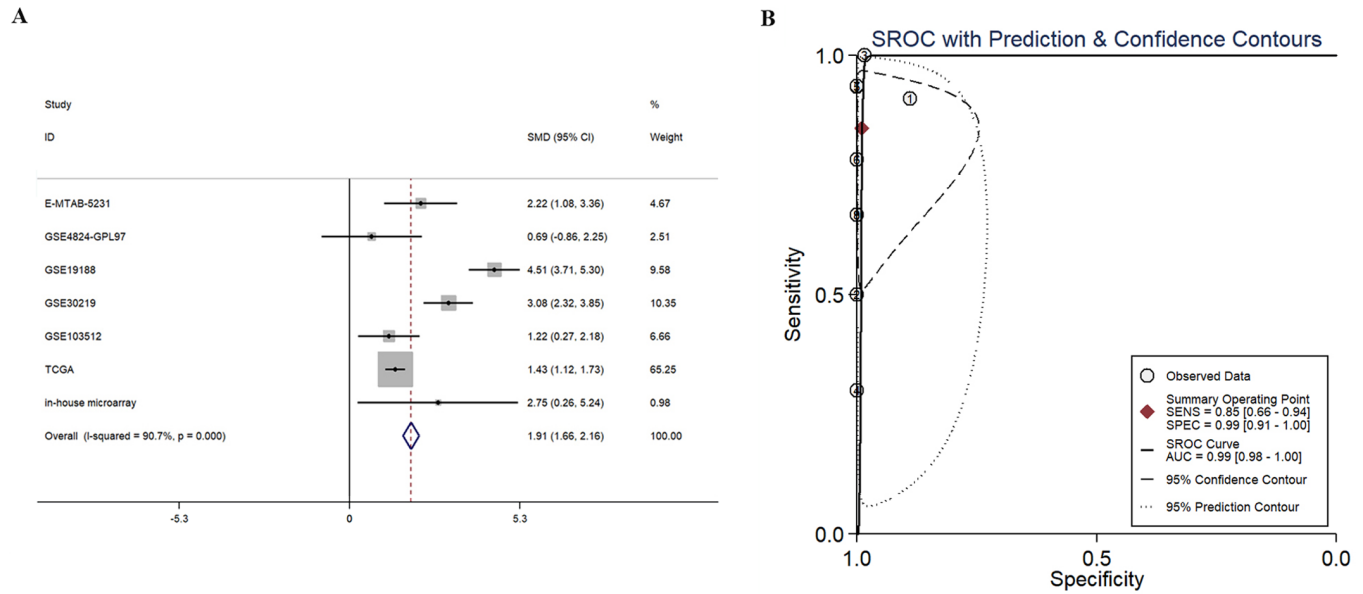 A
Study
%
ID SMD (95% CI) Weight
E-MTAB-5231 2.22 (1.08, 3.36) 4.67
GSE4824-GPL97 0.69 (-0.86, 2.25) 2.51
GSE19188 4.51 (3.71, 5.30) 9.58
GSE30219 3.08 (2.32, 3.85) 10.35
GSE103512 1.22 (0.27, 2.18) 6.66
TCGA 1.43 (1.12, 1.73) 65.25
in-house microarray 2.75 (0.26, 5.24) 0.98
Overall (I-squared = 90.7%, p = 0.000) 1.91 (1.66, 2.16) 100.00
-5.3 0 5.3
B
SROC with Prediction & Confidence Contours
1.0
0.5
0.0
Sensitivity
3
5
1
6
2
4
Observed Data
Summary Operating Point
SENS = 0.85 [0.66 - 0.94]
SPEC = 0.99 [0.91 - 1.00]
SROC Curve
AUC = 0.99 [0.98 - 1.00]
95% Confidence Contour
95% Prediction Contour
1.0 0.5 0.0
Specificity